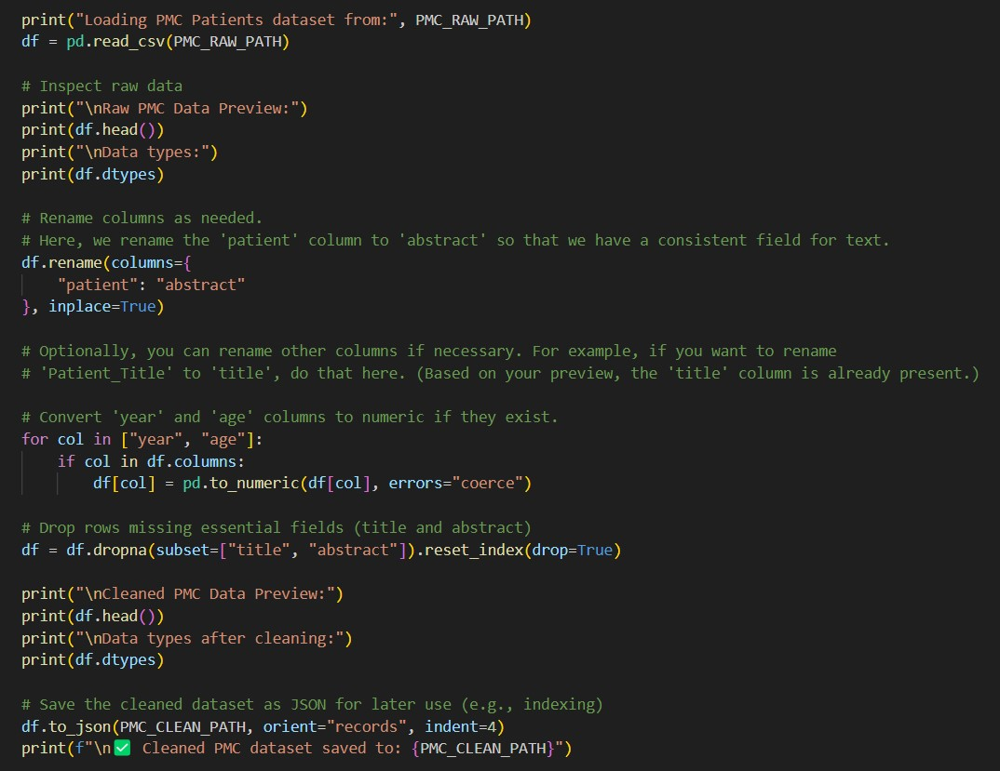 print("Loading PMC Patients dataset from:", PMC_RAW_PATH)
df = pd.read_csv(PMC_RAW_PATH)

# Inspect raw data
print("\nRaw PMC Data Preview:")
print(df.head())
print("\nData types:")
print(df.dtypes)

# Rename columns as needed.
# Here, we rename the 'patient' column to 'abstract' so that we have a consistent field for text.
df.rename(columns={
    "patient": "abstract"
}, inplace=True)

# Optionally, you can rename other columns if necessary. For example, if you want to rename
# 'Patient_Title' to 'title', do that here. (Based on your preview, the 'title' column is already present.)

# Convert 'year' and 'age' columns to numeric if they exist.
for col in ["year", "age"]:
    if col in df.columns:
        df[col] = pd.to_numeric(df[col], errors="coerce")

# Drop rows missing essential fields (title and abstract)
df = df.dropna(subset=["title", "abstract"]).reset_index(drop=True)

print("\nCleaned PMC Data Preview:")
print(df.head())
print("\nData types after cleaning:")
print(df.dtypes)

# Save the cleaned dataset as JSON for later use (e.g., indexing)
df.to_json(PMC_CLEAN_PATH, orient="records", indent=4)
print(f"\n✅ Cleaned PMC dataset saved to: {PMC_CLEAN_PATH}")